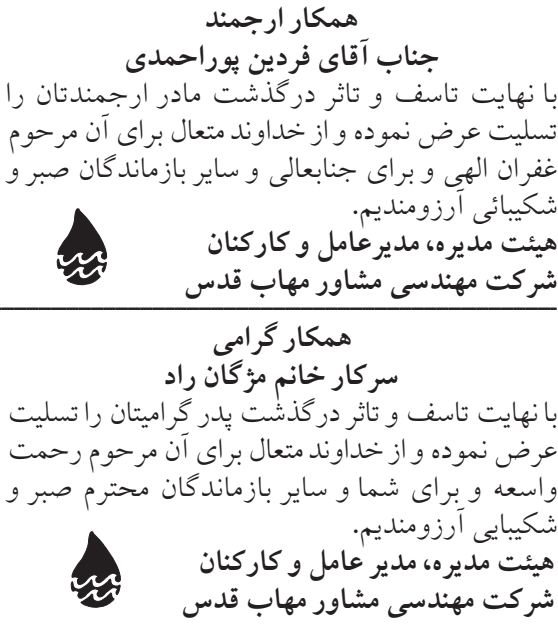 همکار ارجمند
جناب آقای فردین پوراحمدی
با نهایت تاسف و تاثر درگذشت مادر ارجمندتان را
تسلیت عرض نموده و از خداوند متعال برای آن مرحوم
غفران الهی و برای جنابعالی و سایر بازماندگان صبر و
شکیبائی آرزومندیم.
هیئت مدیره، مدیرعامل و کارکنان
شرکت مهندسی مشاور مهاب قدس
همکار گرامی
سرکار خانم مژگان راد
با نهایت تاسف و تاثر درگذشت پدر گرامیتان را تسلیت
عرض نموده و از خداوند متعال برای آن مرحوم رحمت
واسعه و برای شما و سایر بازماندگان محترم صبر و
شکیبایی آرزومندیم.
هیئت مدیره، مدیر عامل و کارکنان
شرکت مهندسی مشاور مهاب قدس